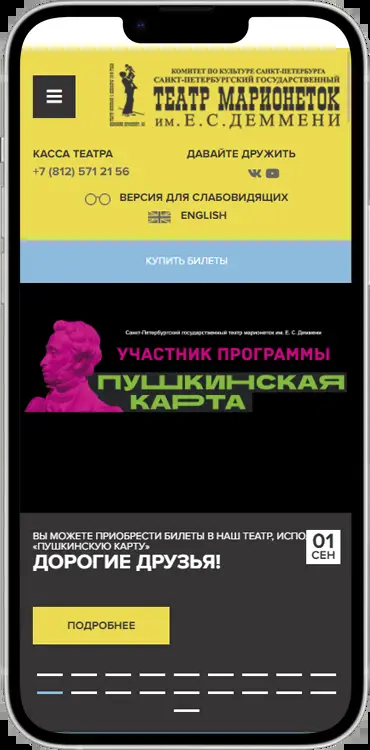 КОМИТЕТ ПО КУЛЬТУРЕ САНКТ-ПЕТЕРБУРГА
САНКТ-ПЕТЕРБУРГСКИЙ ГОСУДАРСТВЕННЫЙ
ТЕАТР МАРИОНЕТОК
ИМ. Е.С. ДЕММЕНИ
КАССА ТЕАТРА
ДАВАЙТЕ ДРУЖИТЬ
+7 (812) 571 21 56
ВЕРСИЯ ДЛЯ СЛАБОВИДЯЩИХ
ENGLISH
КУПИТЬ БИЛЕТЫ
Санкт-Петербургский государственный театр марионеток им. Е. С. Деммени
УЧАСТНИК ПРОГРАММЫ
ПУШКИНСКАЯ
КАРТА
ВЫ МОЖЕТЕ ПРИОБРЕСТИ БИЛЕТЫ В НАШ ТЕАТР, ИСПО
«ПУШКИНСКУЮ КАРТУ»
01
СЕН
ДОРОГИЕ ДРУЗЬЯ!
ПОДРОБНЕЕ